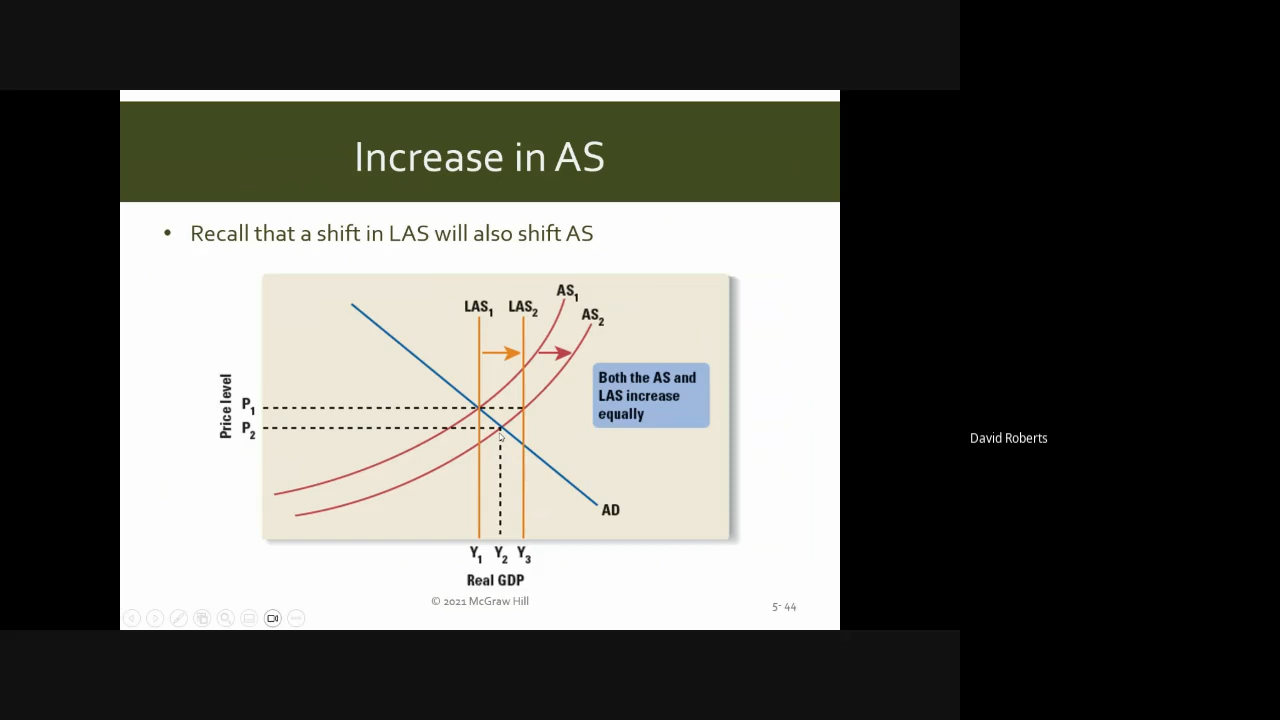 Increase in AS
• Recall that a shift in LAS will also shift AS
AS1
LAS1 LAS2
AS2
Both the AS and
LAS increase
equally
Price level
P1
P2
AD
Y1 Y2 Y3
Real GDP
© 2021 McGraw Hill
5- 44
David Roberts